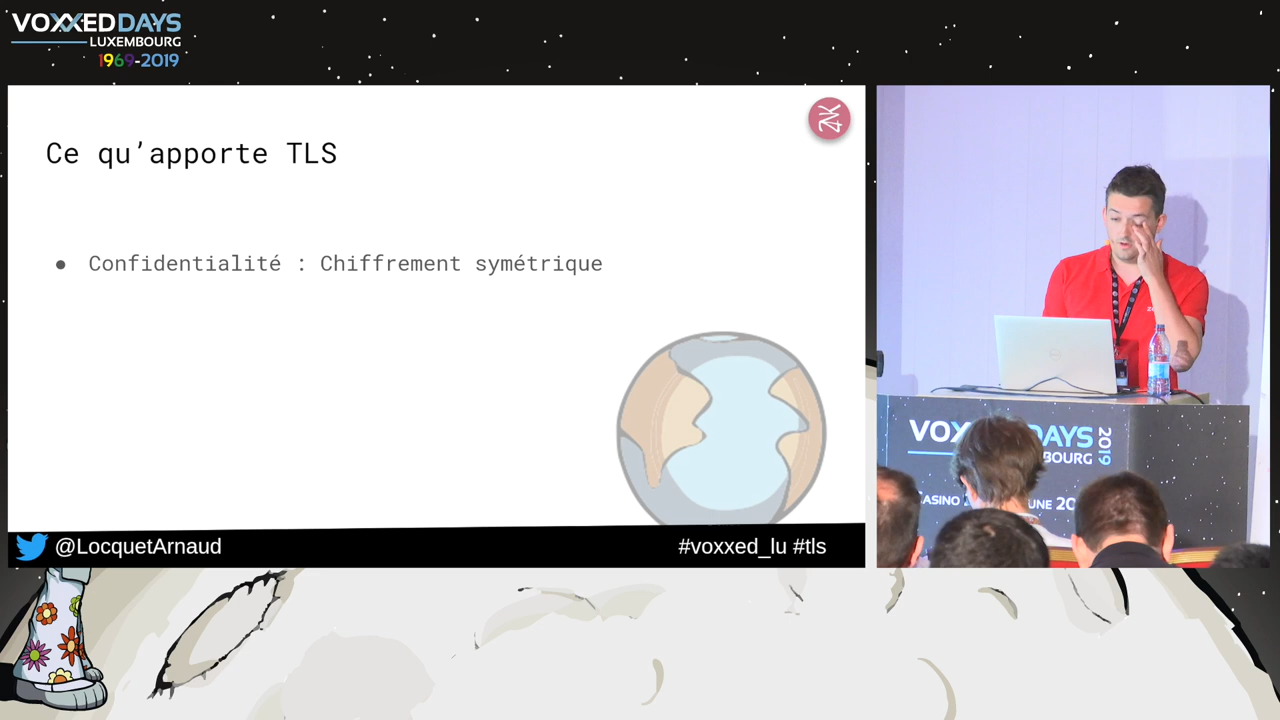 VOXXEDDAYS
LUXEMBOURG
1969-2019
Ce qu’apporte TLS
● Confidentialité : Chiffrement symétrique
@LocquetArnaud
#voxxed_lu #tls
VOX DAYS 2019
BOURG
CASINO UNE 20